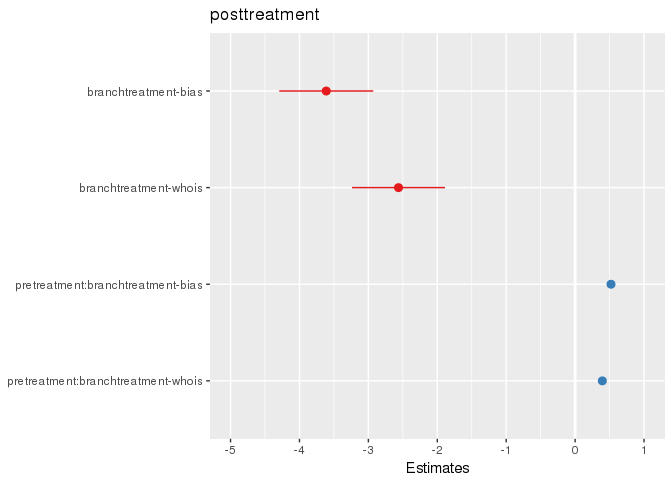 posttreatment
branchtreatment-bias
branchtreatment-whois
pretreatment:branchtreatment-bias
pretreatment:branchtreatment-whois
-5 -4 -3 -2 -1 0 1
Estimates